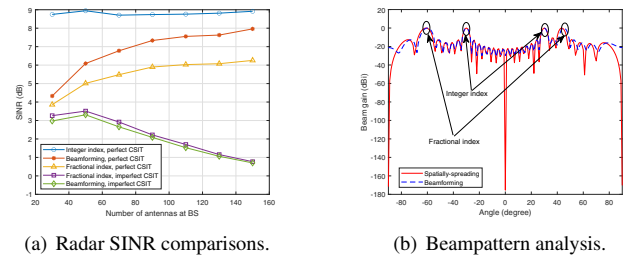 9
8
7
6
5
4
3
2
1
0
-1
SINR (dB)
Integer index, perfect CSIT
Beamforming, perfect CSIT
Fractional index, perfect CSIT
Fractional index, imperfect CSIT
Beamforming, imperfect CSIT
20 40 60 80 100 120 140 160
Number of antennas at BS
(a) Radar SINR comparisons.
20
0
-20
-40
-60
-80
-100
-120
-140
-160
-180
Beam gain (dBi)
Integer index
Fractional index
Spatially-spreading
Beamforming
-80 -60 -40 -20 0 20 40 60 80
Angle (degree)
(b) Beampattern analysis.